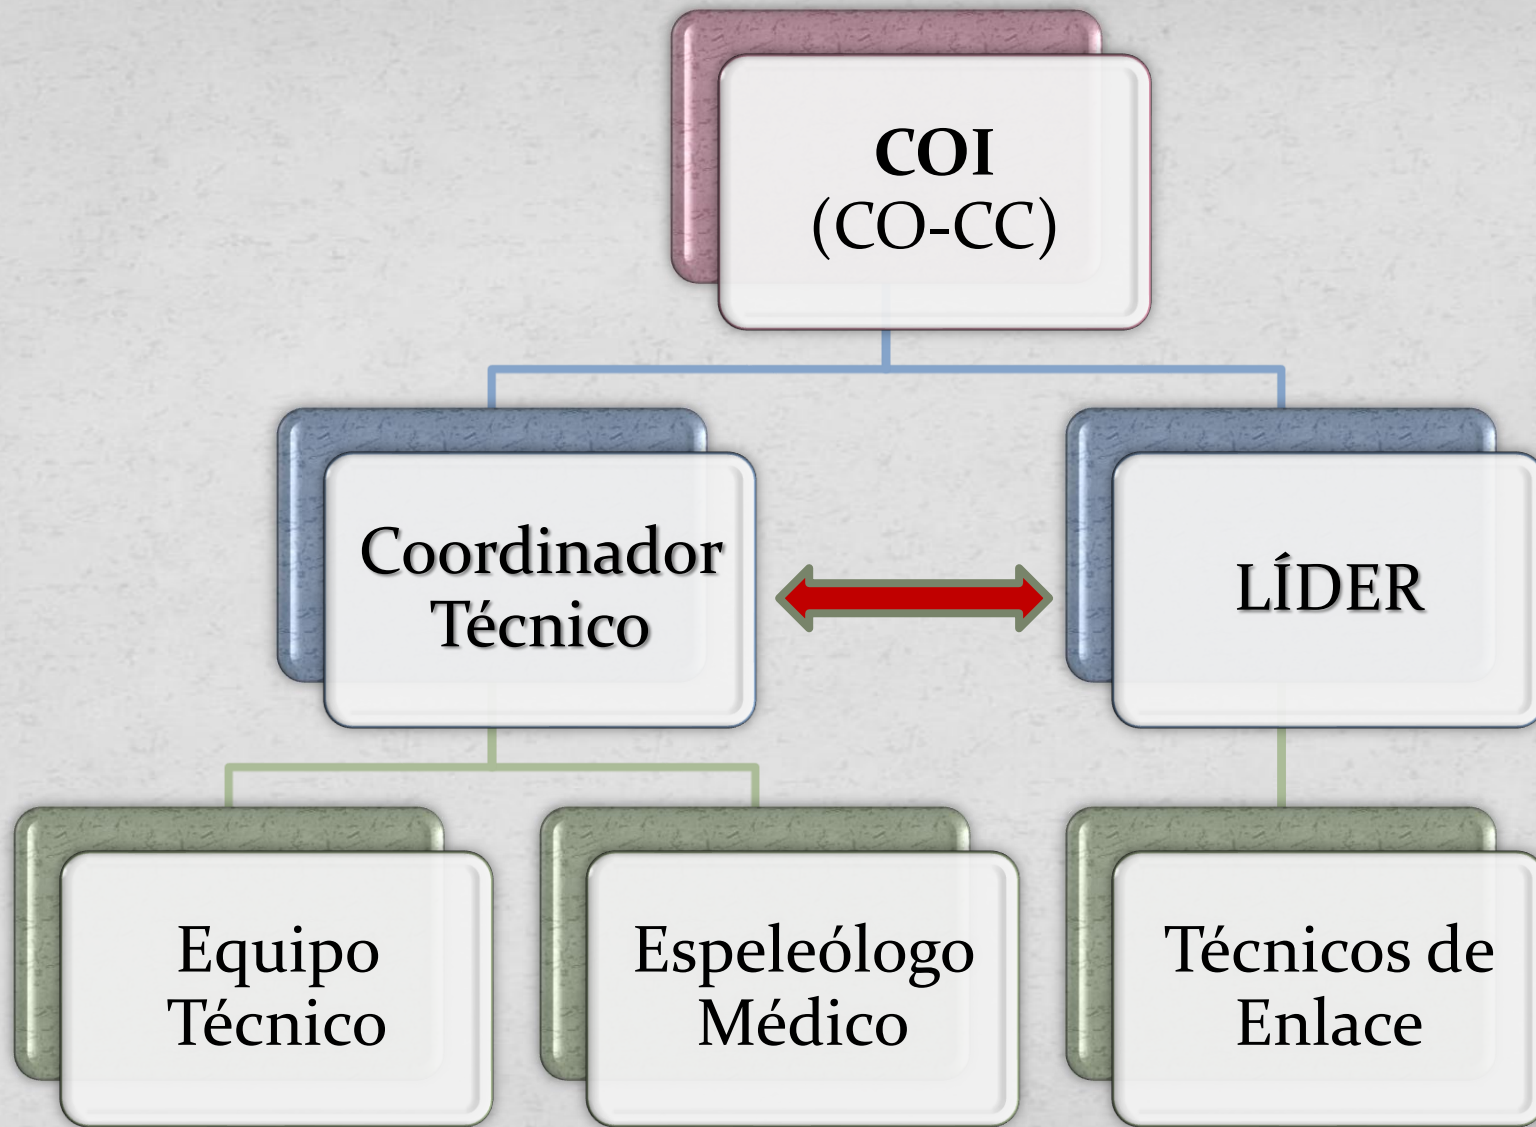 COI
(CO-CC)
Coordinador
Técnico
LÍDER
Equipo
Técnico
Espeleólogo
Médico
Técnicos de
Enlace